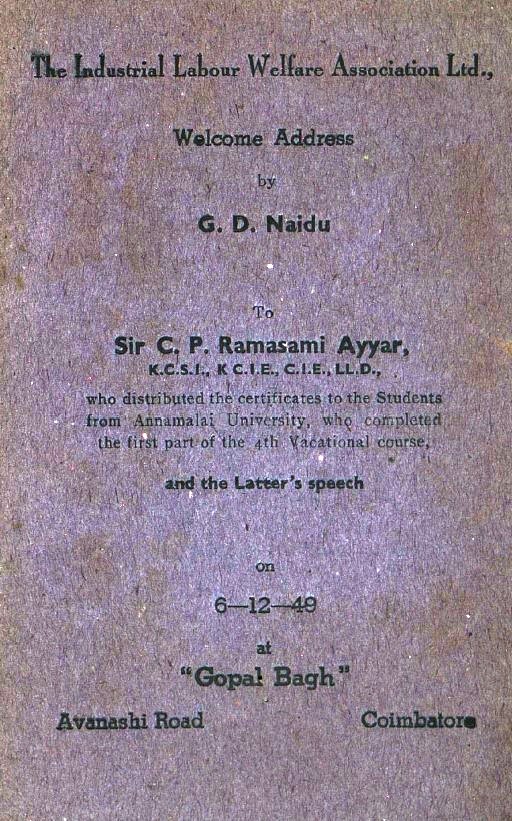 The Industrial Labour Welfare Association Ltd.,
Welcome Address
by
G. D. Naidu
To
Sir C. P. Ramasami Ayyar,
K.C.S.I., K C.I.E., C.I.E., LL.D.,
who distributed the certificates to the Students
from Annamalai University, who completed
the first part of the 4th Vacational course,
and the Latter's speech
on
6—12—49
at
"Gopal Bagh"
Avanashi Road Coimbatore